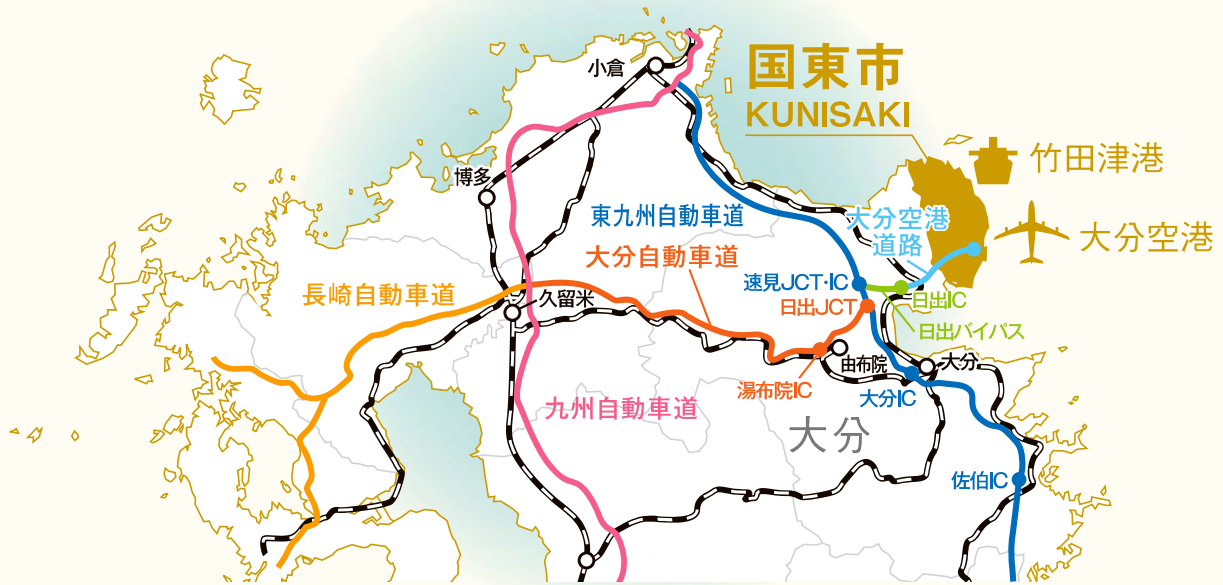 国東市
KUNISAKI
小倉
竹田津港
博多
東九州自動車道
大分空港
道路
大分空港
大分自動車道
速見JCT・IC
長崎自動車道
久留米
日出JCT
日出IC
日出バイパス
由布院
大分
湯布院IC
大分IC
九州自動車道
大分
佐伯IC